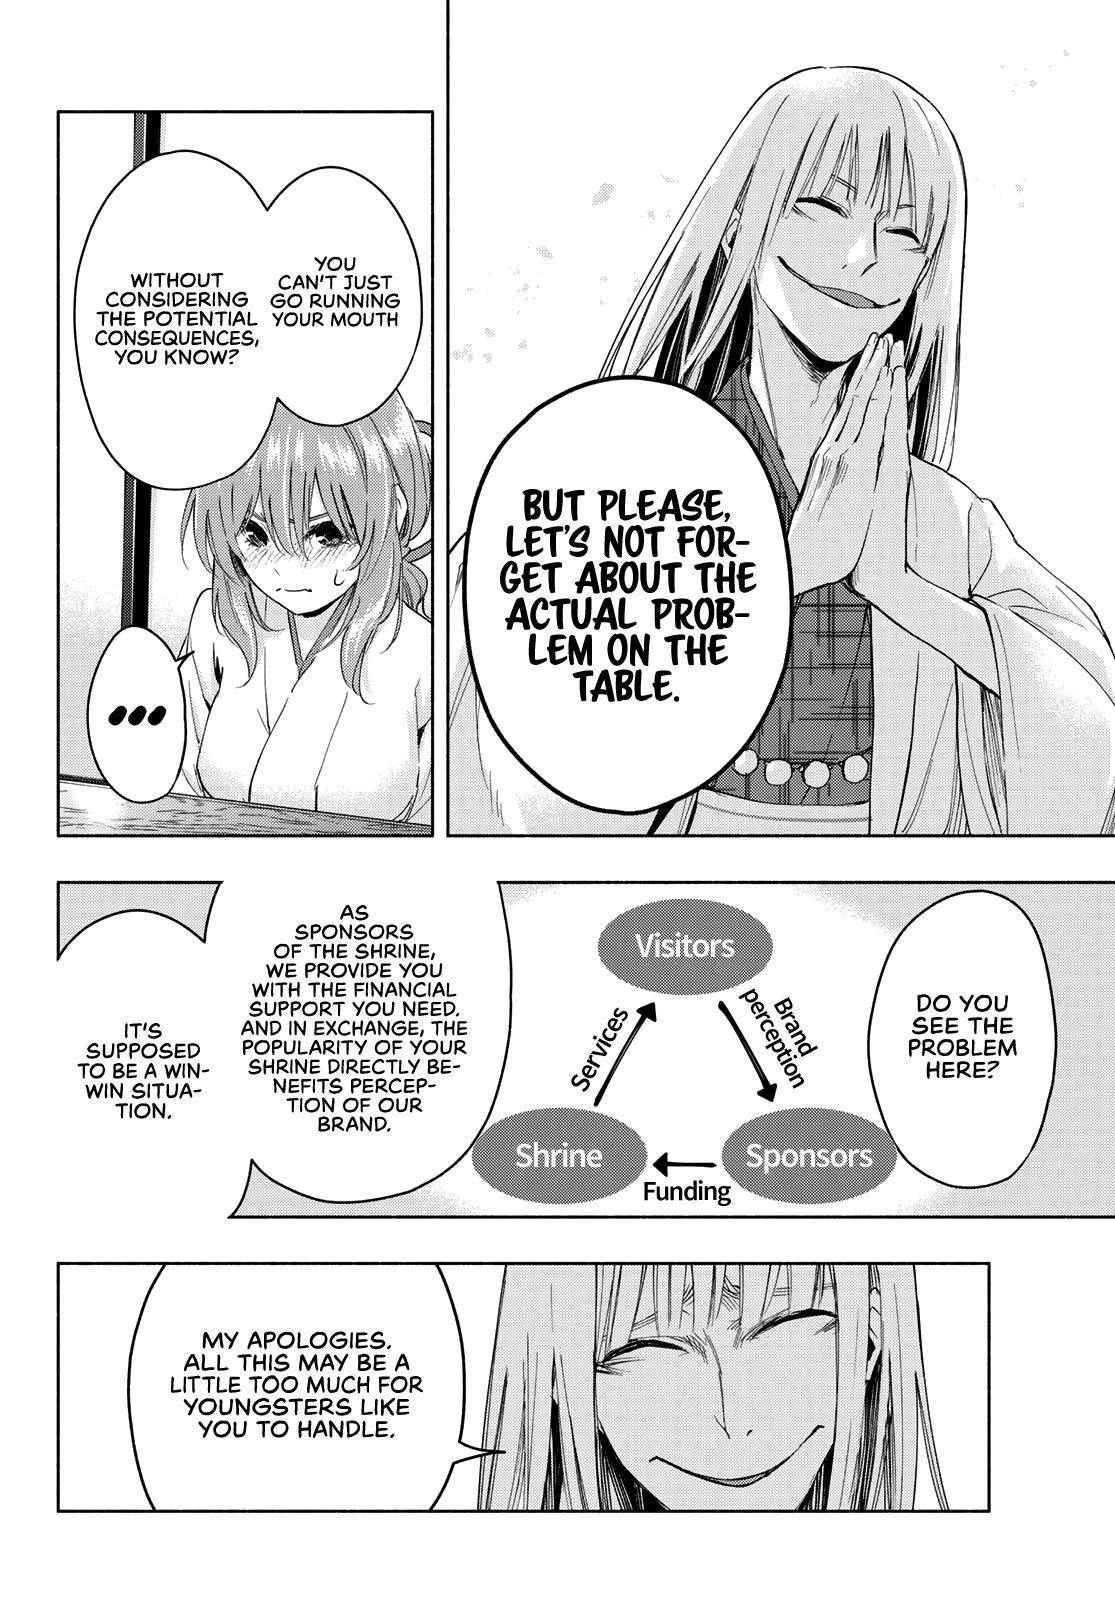 BUT PLEASE,
LET'S NOT FOR-
GET ABOUT THE
ACTUAL PROB-
LEM ON THE
TABLE.
YOU
CAN'T JUST
GO RUNNING
YOUR MOUTH
WITHOUT
CONSIDERING
THE POTENTIAL
CONSEQUENCES,
YOU KNOW?
...
DO YOU
SEE THE
PROBLEM
HERE?
Visitors
Services
Brand
perception
Shrine
Sponsors
Funding
AS
SPONSORS
OF THE SHRINE,
WE PROVIDE YOU
WITH THE FINANCIAL
SUPPORT YOU NEED.
AND IN EXCHANGE, THE
POPULARITY OF YOUR
SHRINE DIRECTLY BE-
NEFITS PERCEP-
TION OF OUR
BRAND.
IT'S
SUPPOSED
TO BE A WIN-
WIN SITUA-
TION.
MY APOLOGIES.
ALL THIS MAY BE A
LITTLE TOO MUCH FOR
YOUNGSTERS LIKE
YOU TO HANDLE.